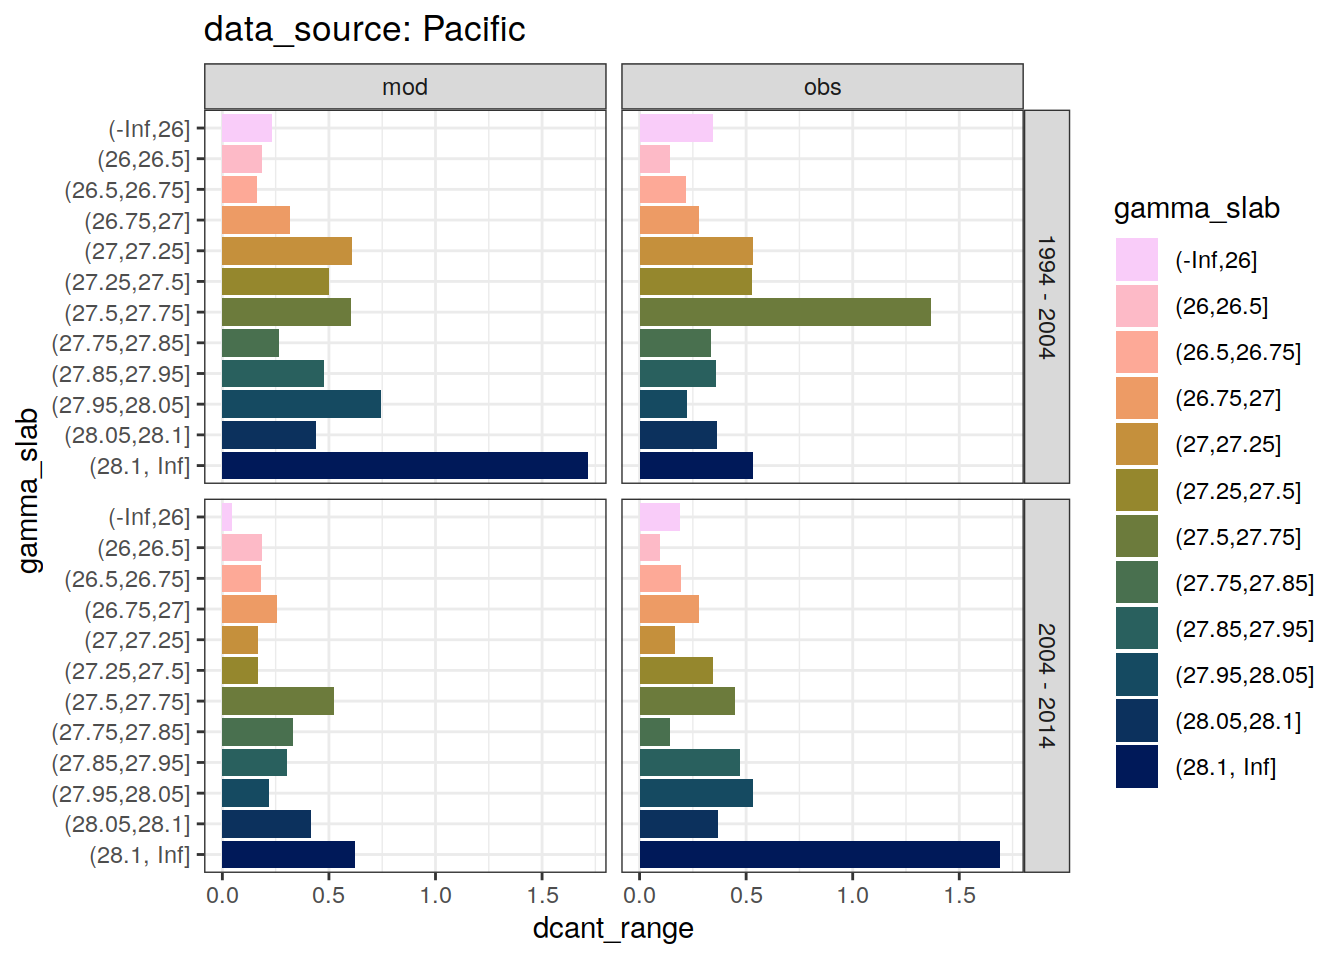 data_source: Pacific
mod
obs
(-Inf,26]
(26,26.5]
(26.5,26.75]
(26.75,27]
(27,27.25]
(27.25,27.5]
(27.5,27.75]
(27.75,27.85]
(27.85,27.95]
(27.95,28.05]
(28.05,28.1]
(28.1, Inf]
1994 - 2004
(-Inf,26]
(26,26.5]
(26.5,26.75]
(26.75,27]
(27,27.25]
(27.25,27.5]
(27.5,27.75]
(27.75,27.85]
(27.85,27.95]
(27.95,28.05]
(28.05,28.1]
(28.1, Inf]
2004 - 2014
gamma_slab
0.0 0.5 1.0 1.5
0.0 0.5 1.0 1.5
dcant_range
gamma_slab
(-Inf,26]
(26,26.5]
(26.5,26.75]
(26.75,27]
(27,27.25]
(27.25,27.5]
(27.5,27.75]
(27.75,27.85]
(27.85,27.95]
(27.95,28.05]
(28.05,28.1]
(28.1, Inf]